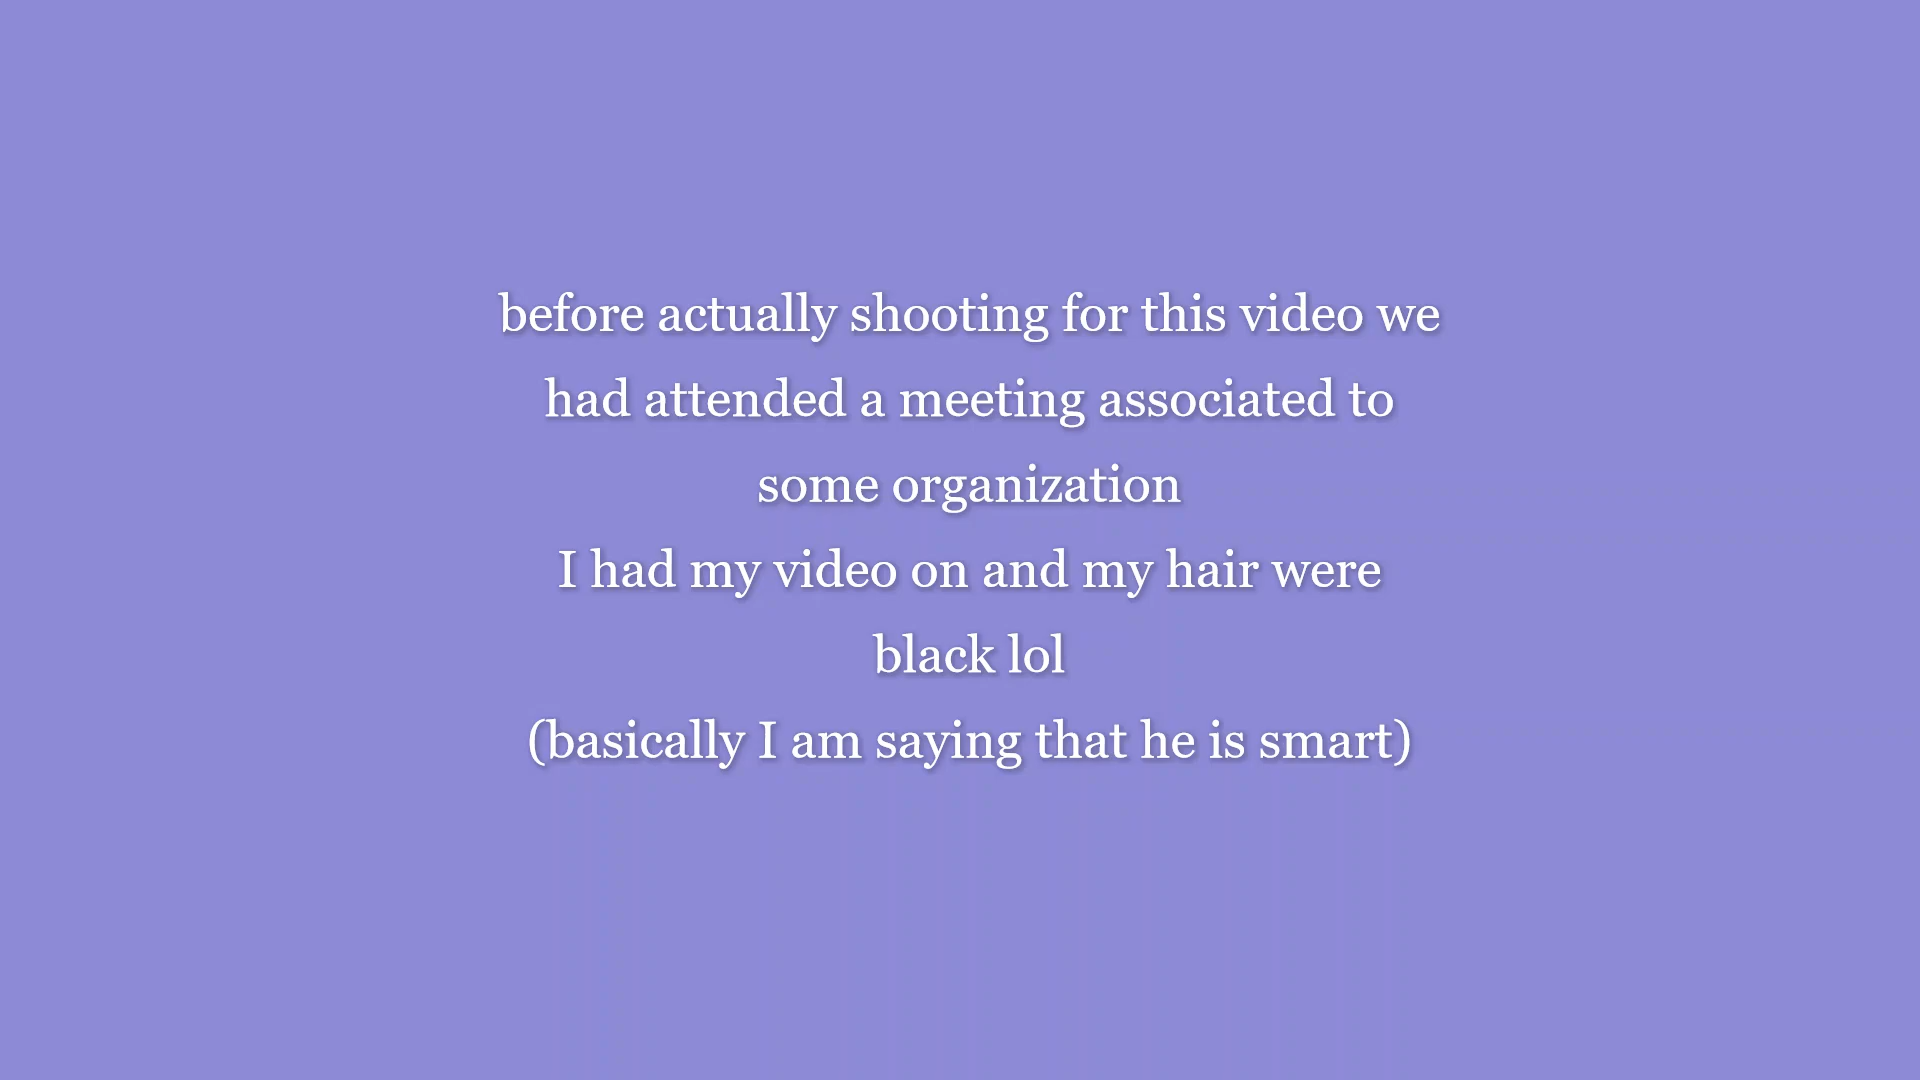 before actually shooting for this video we
had attended a meeting associated to
some organization
I had my video on and my hair were
black lol
(basically I am saying that he is smart)